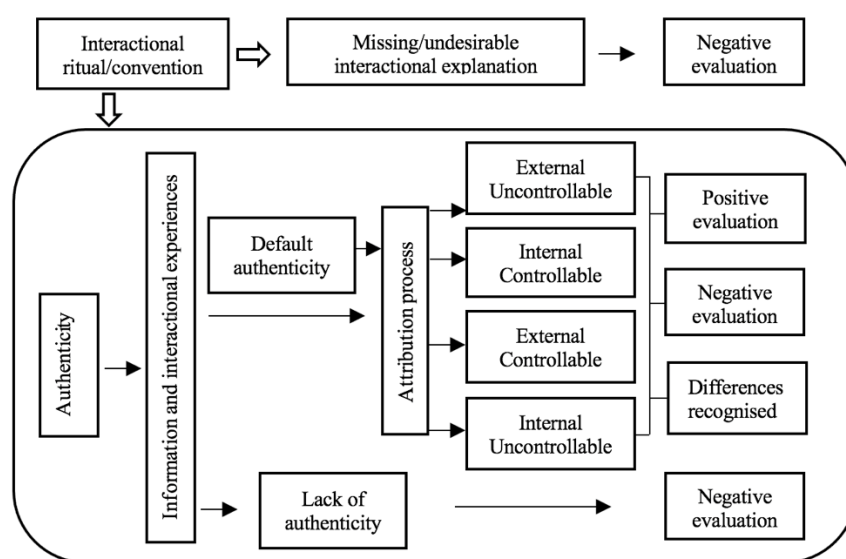 Interactional
ritual/convention
Missing/undesirable
interactional explanation
Negative
evaluation
Authenticity
Information and interactional experiences
Default
authenticity
Attribution process
External
Uncontrollable
Internal
Controllable
External
Controllable
Internal
Uncontrollable
Positive
evaluation
Negative
evaluation
Differences
recognised
Lack of
authenticity
Negative
evaluation